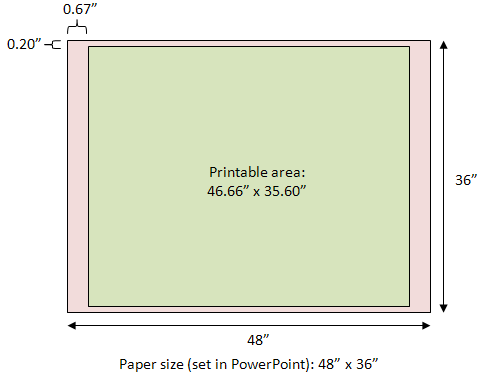 0.67”
0.20”
Printable area:
46.66” x 35.60”
36”
48”
Paper size (set in PowerPoint): 48” x 36”